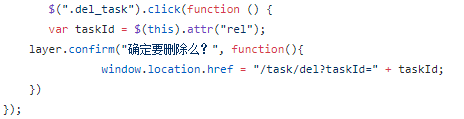 $(".del_task").click(function () {
var taskId = $(this).attr("rel");
layer.confirm("确定要删除么？", function(){
window.location.href = "/task/del?taskId=" + taskId;
})
});